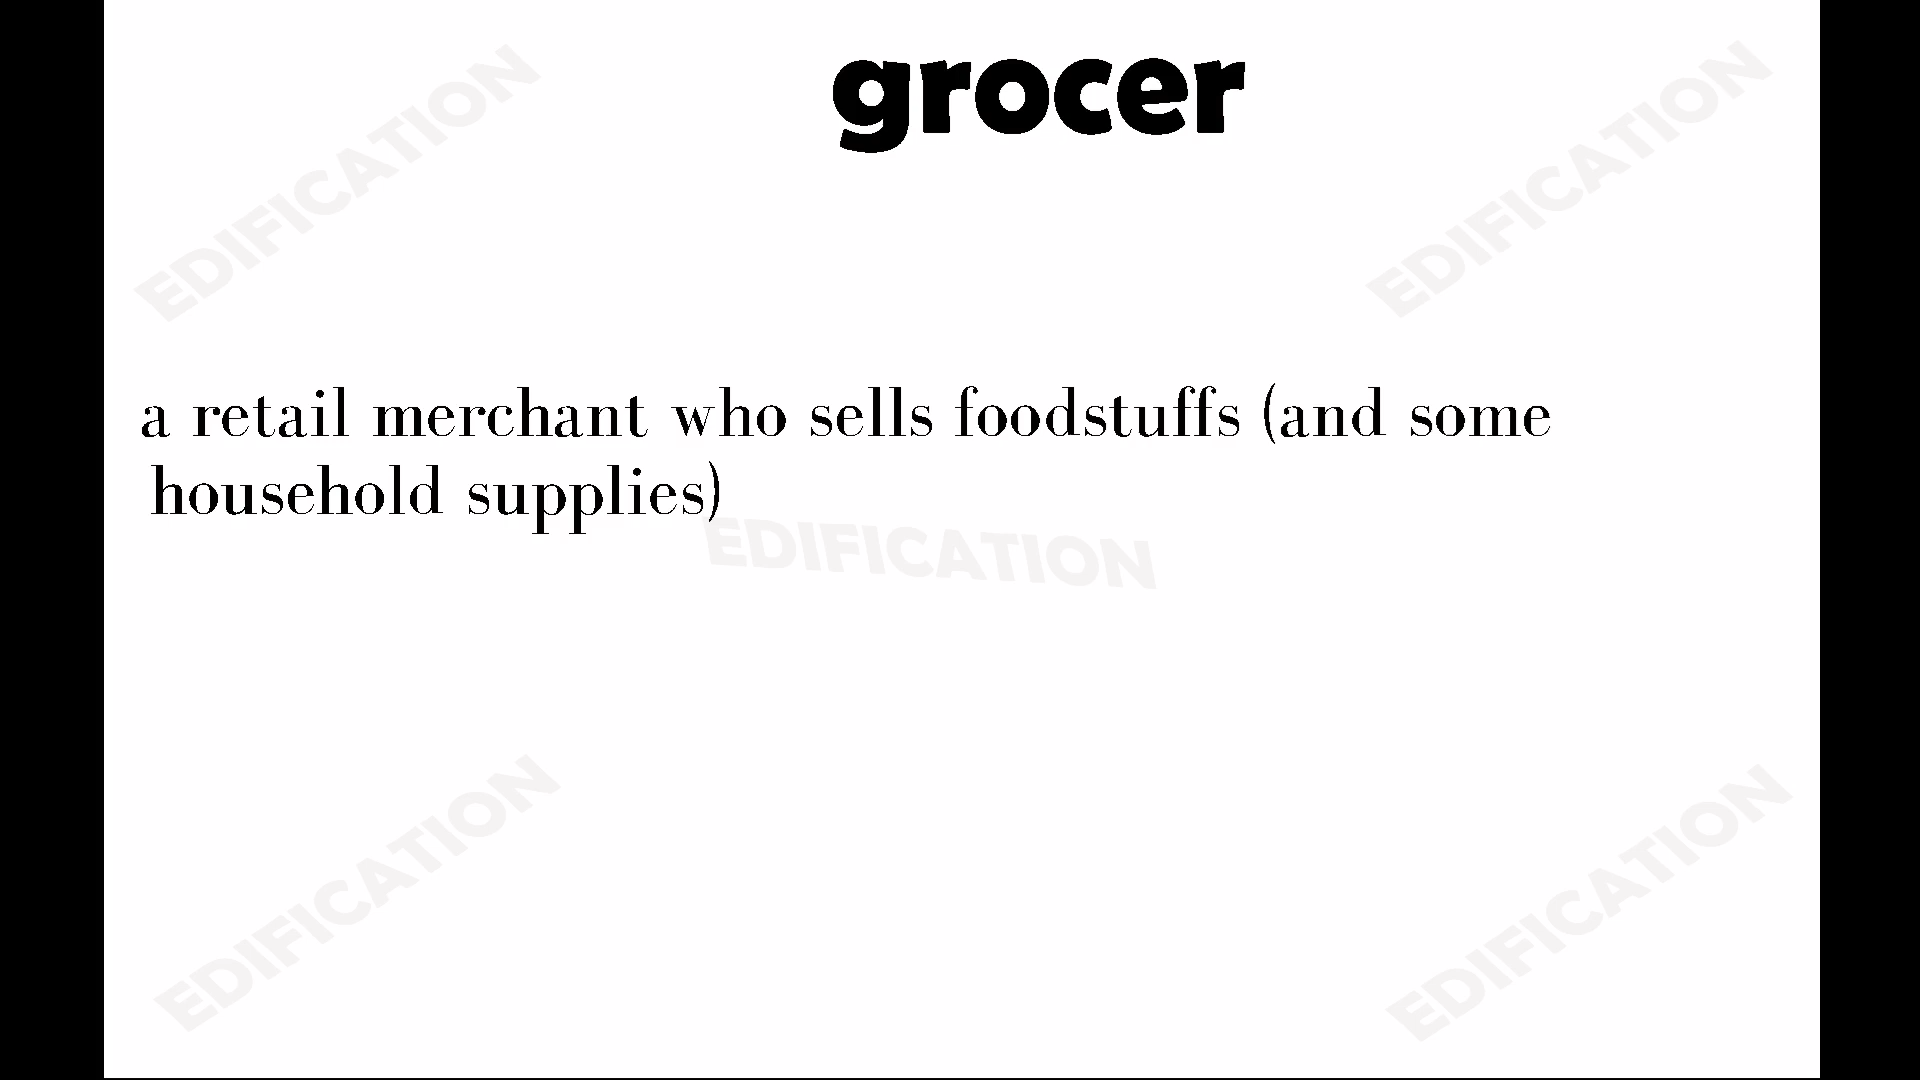 grocer
EDIFICATION
EDIFICATION
a retail merchant who sells foodstuffs (and some
household supplies)
EDIFICATION
EDIFICATION
EDIFICATION